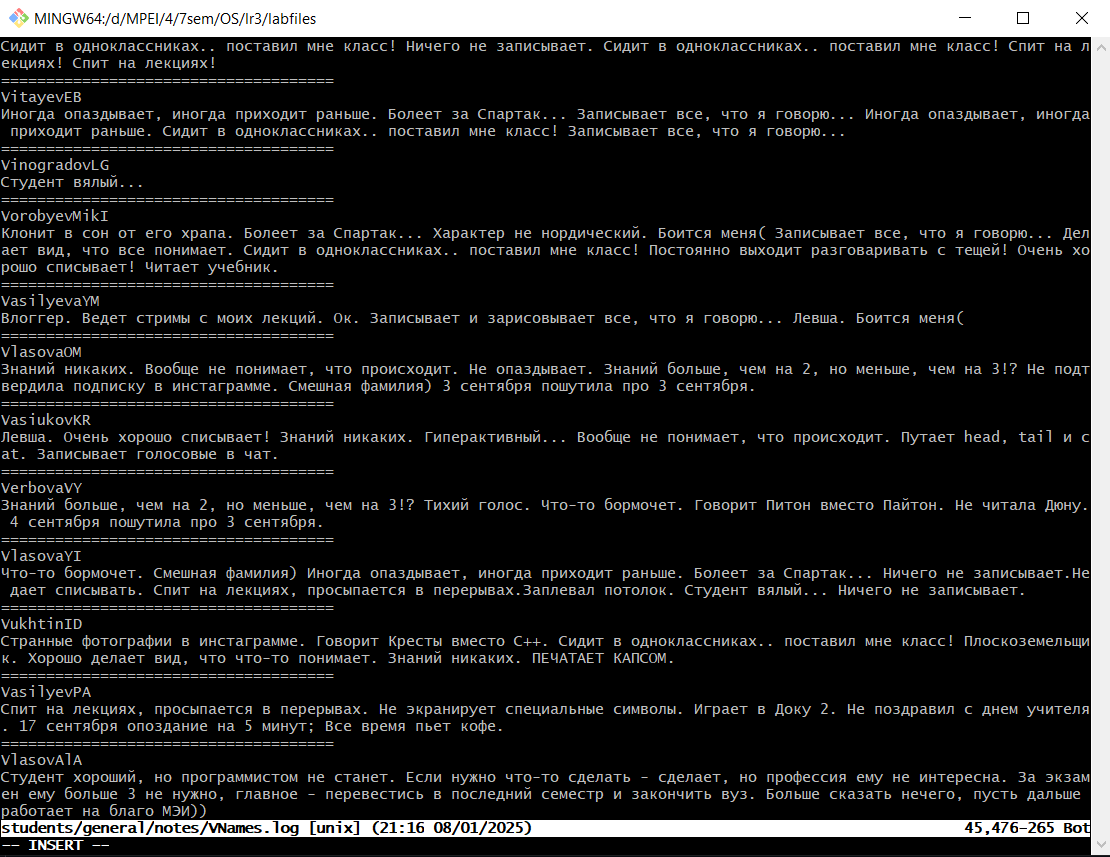 MINGW64:/d/MPEI/4/7sem/OS/lr3/labfiles
Сидит в одноклассниках.. поставил мне класс! Ничего не записывает. Сидит в одноклассниках.. поставил мне класс! Спит на л
екциях! Спит на лекциях!
=====================================
VitayevEB
Иногда опаздывает, иногда приходит раньше. Болеет за Спартак... Записывает все, что я говорю... Иногда опаздывает, иногда
 приходит раньше. Сидит в одноклассниках.. поставил мне класс! Записывает все, что я говорю...
=====================================
VinogradovLG
Студент вялый...
=====================================
VorobyevMikI
Клонит в сон от его храпа. Болеет за Спартак... Характер не нордический. Боится меня( Записывает все, что я говорю... Дел
ает вид, что все понимает. Сидит в одноклассниках.. поставил мне класс! Постоянно выходит разговаривать с тещей! Очень хо
рошо списывает! Читает учебник.
=====================================
VasilyevaYM
Влоггер. Ведет стримы с моих лекций. Ок. Записывает и зарисовывает все, что я говорю... Левша. Боится меня(
=====================================
VlasovaOM
Знаний никаких. Вообще не понимает, что происходит. Не опаздывает. Знаний больше, чем на 2, но меньше, чем на 3!? Не подт
вердила подписку в инстаграмме. Смешная фамилия) 3 сентября пошутила про 3 сентября.
=====================================
VasiukovKR
Левша. Очень хорошо списывает! Знаний никаких. Гиперактивный... Вообще не понимает, что происходит. Путает head, tail и c
at. Записывает голосовые в чат.
=====================================
VerbovaVY
Знаний больше, чем на 2, но меньше, чем на 3!? Тихий голос. Что-то бормочет. Говорит Питон вместо Пайтон. Не читала Дюну.
 4 сентября пошутила про 3 сентября.
=====================================
VlasovaYI
Что-то бормочет. Смешная фамилия) Иногда опаздывает, иногда приходит раньше. Болеет за Спартак... Ничего не записывает.Не
 дает списывать. Спит на лекциях, просыпается в перерывах.Заплевал потолок. Студент вялый... Ничего не записывает.
=====================================
VukhtinID
Странные фотографии в инстаграмме. Говорит Кресты вместо С++. Сидит в одноклассниках.. поставил мне класс! Плоскоземельщи
к. Хорошо делает вид, что что-то понимает. Знаний никаких. ПЕЧАТАЕТ КАПСОМ.
=====================================
VasilyevPA
Спит на лекциях, просыпается в перерывах. Не экранирует специальные символы. Играет в Доку 2. Не поздравил с днем учителя
. 17 сентября опоздание на 5 минут; Все время пьет кофе.
=====================================
VlasovAlA
Студент хороший, но программистом не станет. Если нужно что-то сделать - сделает, но профессия ему не интересна. За экзам
ен ему больше 3 не нужно, главное - перевестись в последний семестр и закончить вуз. Больше сказать нечего, пусть дальше
работает на благо МЭИ))
students/general/notes/VNames.log [unix] (21:16 08/01/2025) 45,476-265 Bot
-- INSERT --